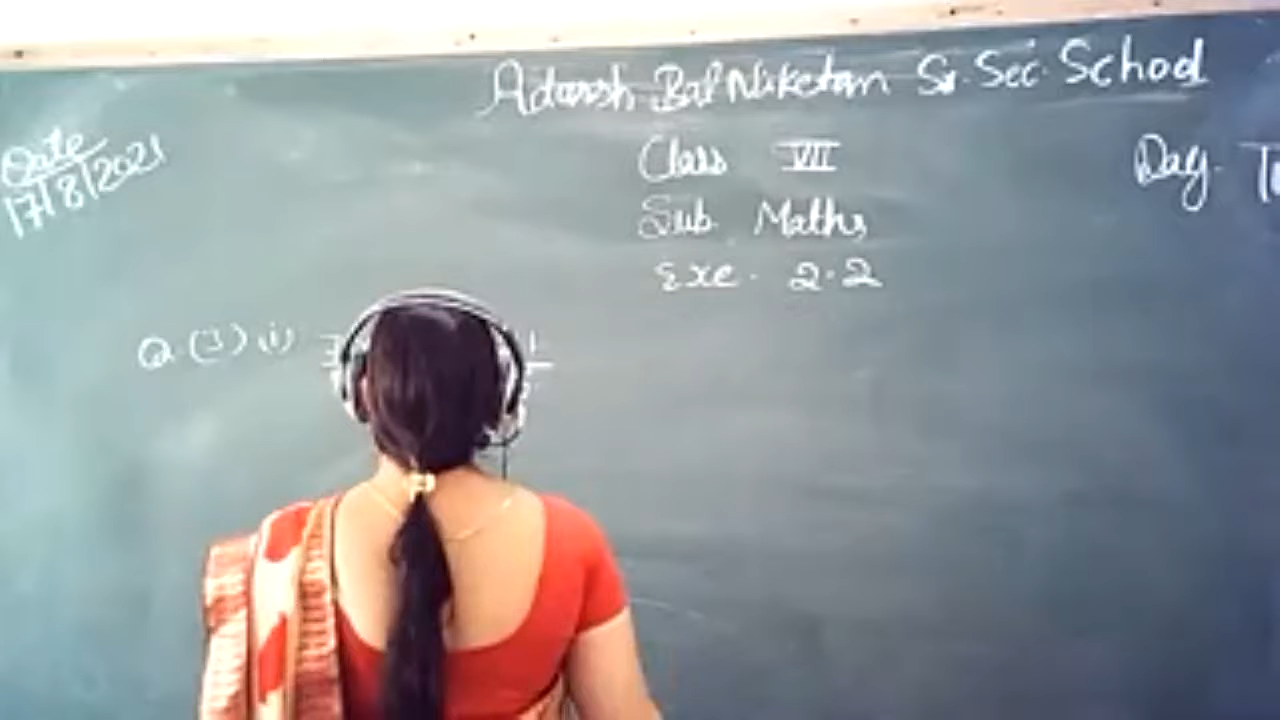 Adarsh Bal Niketan Sr. Sec. School
Date
17/8/2021
Class VII
Day.
Sub. Maths
Exe. 2.2
Q. (3) (i)